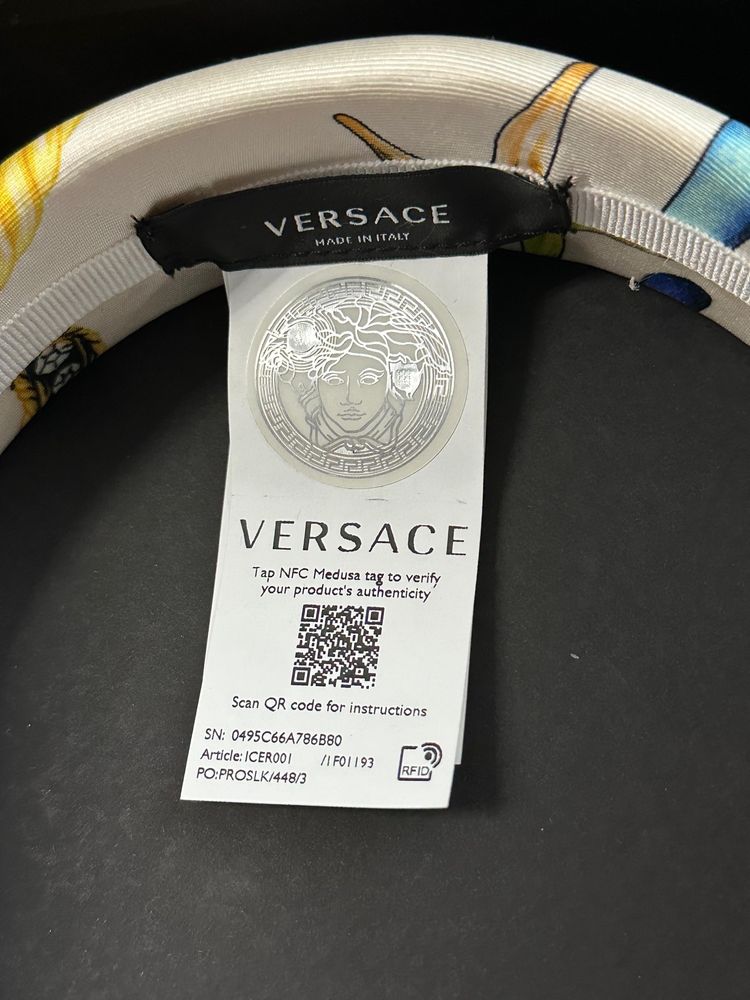 VERSACE
MADE IN ITALY
VERSACE
Tap NFC Medusa tag to verify
your product's authenticity
Scan QR code for instructions
SN: 0495C66A786B80
Article: ICER001 /1F01193
PO:PROSLK/448/3
RFID